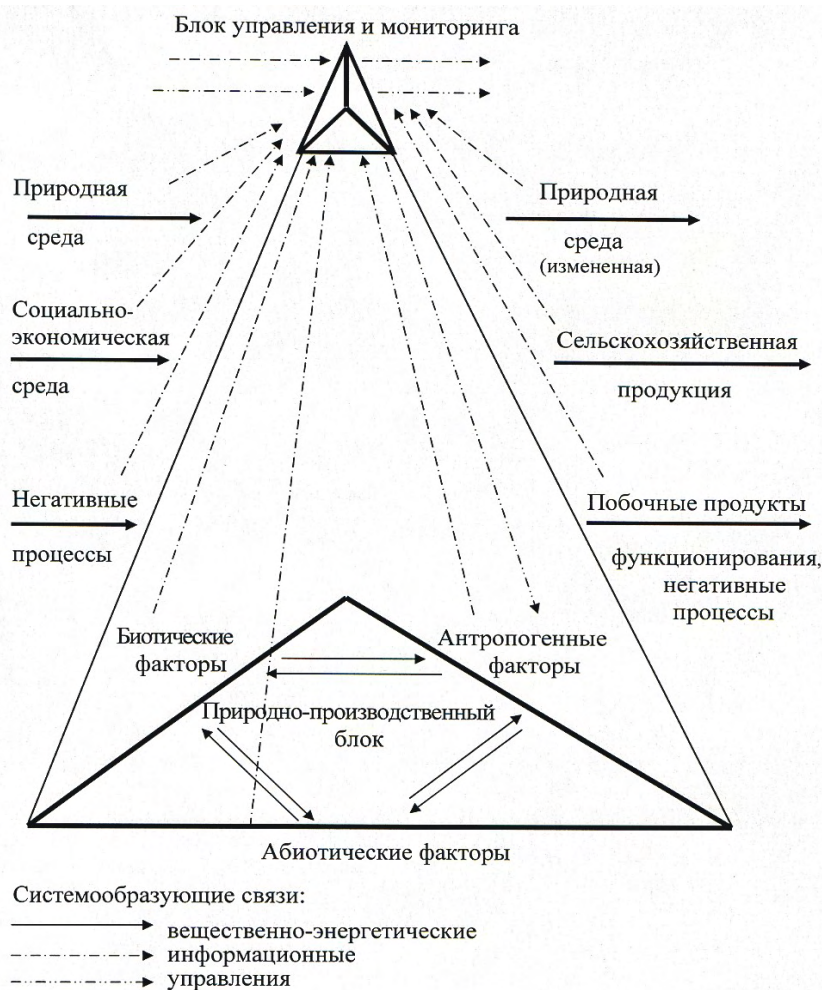 Блок управления и мониторинга
Природная
среда
Природная
среда
(измененная)
Социально-
экономическая
среда
Сельскохозяйственная
продукция
Негативные
процессы
Побочные продукты
функционирования,
негативные
процессы
Биотические
факторы
Антропогенные
факторы
Природно-производственный
блок
Абиотические факторы
Системообразующие связи:
вещественно-энергетические
информационные
управления